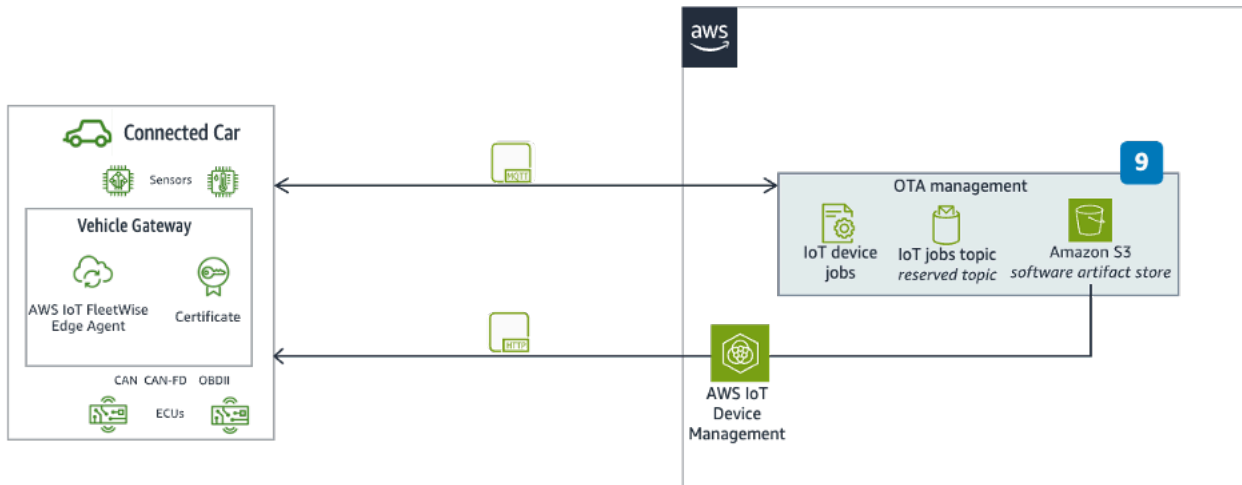 aws
Connected Car
Sensors
Vehicle Gateway
AWS IoT FleetWise
Edge Agent
Certificate
CAN CAN-FD OBDII
ECUs
MQTT
HTTP
9
OTA management
IoT device
jobs
IoT jobs topic
reserved topic
Amazon S3
software artifact store
AWS IoT
Device
Management